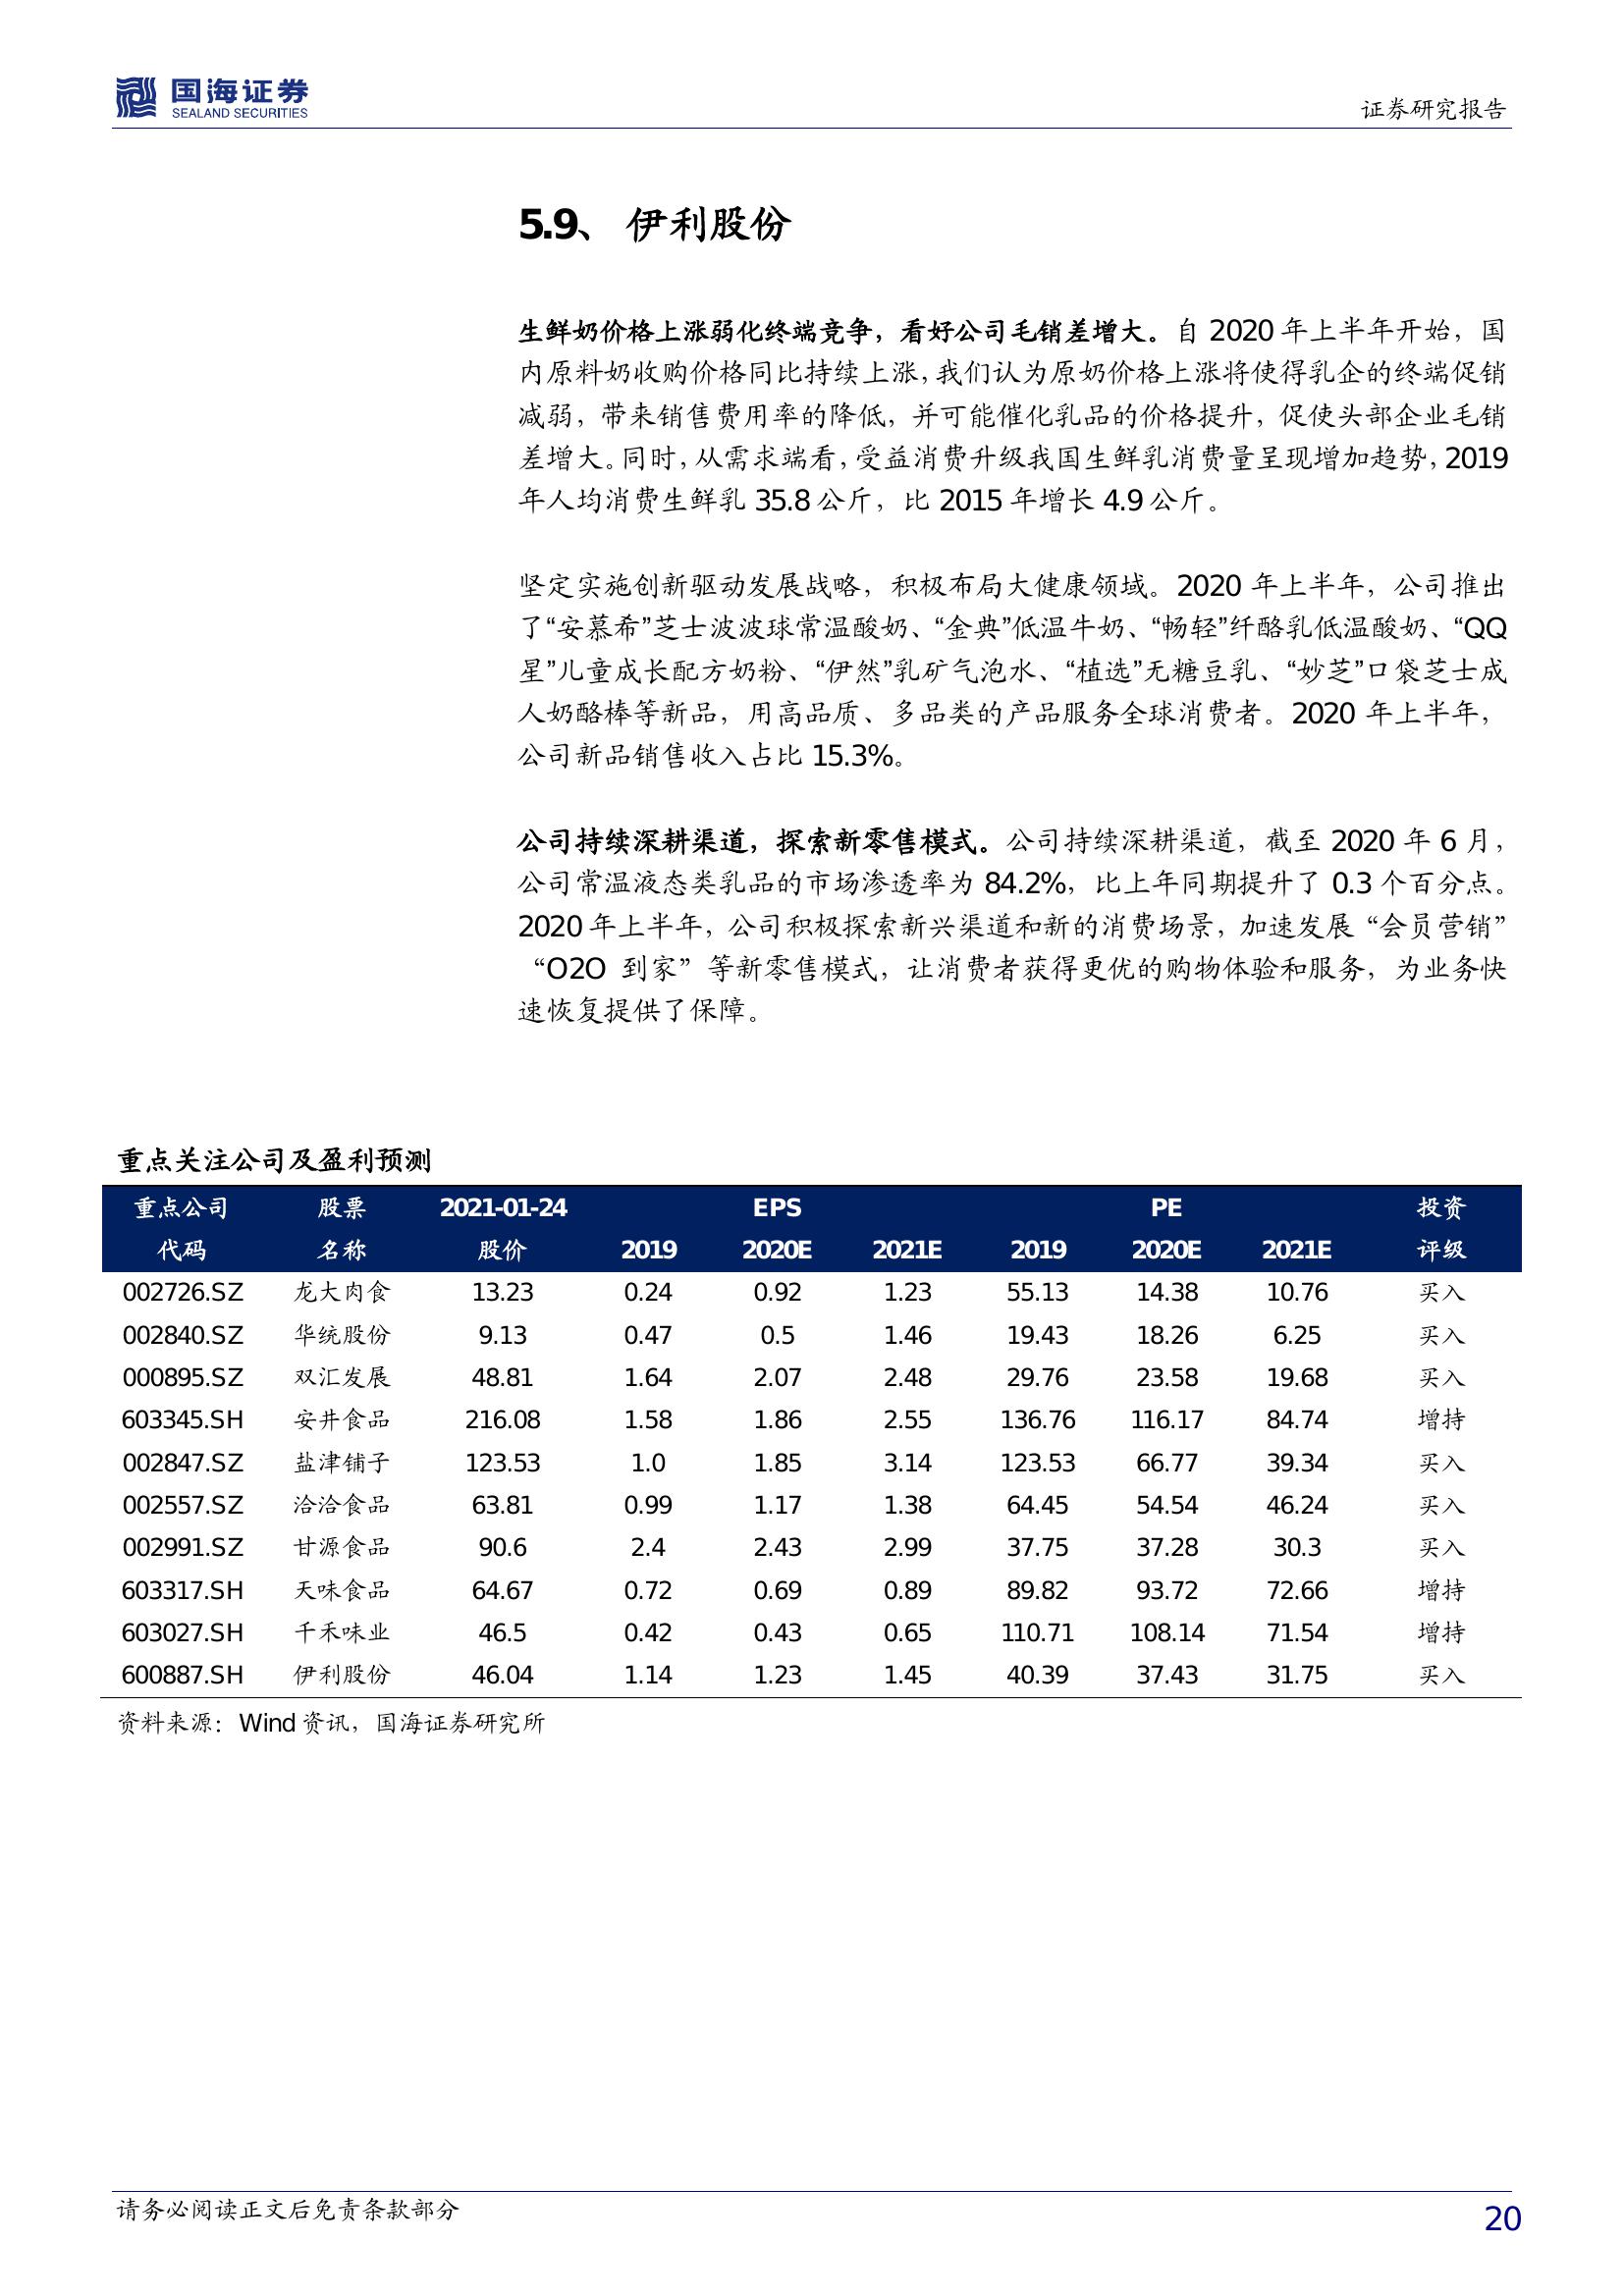 国海证券
SEALAND SECURITIES
证券研究报告
5.9、 伊利股份
生鲜奶价格上涨弱化终端竞争，看好公司毛销差增大。自 2020 年上半年开始，国
内原料奶收购价格同比持续上涨，我们认为原奶价格上涨将使得乳企的终端促销
减弱，带来销售费用率的降低，并可能催化乳品的价格提升，促使头部企业毛销
差增大。同时，从需求端看，受益消费升级我国生鲜乳消费量呈现增加趋势，2019
年人均消费生鲜乳 35.8 公斤，比 2015 年增长 4.9 公斤。
坚定实施创新驱动发展战略，积极布局大健康领域。2020 年上半年，公司推出
了“安慕希”芝士波波球常温酸奶、“金典”低温牛奶、“畅轻”纤酪乳低温酸奶、“QQ
星”儿童成长配方奶粉、“伊然”乳矿气泡水、“植选”无糖豆乳、“妙芝”口袋芝士成
人奶酪棒等新品，用高品质、多品类的产品服务全球消费者。2020 年上半年，
公司新品销售收入占比 15.3%。
公司持续深耕渠道，探索新零售模式。公司持续深耕渠道，截至 2020 年 6 月，
公司常温液态类乳品的市场渗透率为 84.2%，比上年同期提升了 0.3 个百分点。
2020 年上半年，公司积极探索新兴渠道和新的消费场景，加速发展“会员营销”
“O2O 到家”等新零售模式，让消费者获得更优的购物体验和服务，为业务快
速恢复提供了保障。
重点关注公司及盈利预测
重点公司 股票 2021-01-24 EPS PE 投资
代码 名称 股价 2019 2020E 2021E 2019 2020E 2021E 评级
002726.SZ 龙大肉食 13.23 0.24 0.92 1.23 55.13 14.38 10.76 买入
002840.SZ 华统股份 9.13 0.47 0.5 1.46 19.43 18.26 6.25 买入
000895.SZ 双汇发展 48.81 1.64 2.07 2.48 29.76 23.58 19.68 买入
603345.SH 安井食品 216.08 1.58 1.86 2.55 136.76 116.17 84.74 增持
002847.SZ 盐津铺子 123.53 1.0 1.85 3.14 123.53 66.77 39.34 买入
002557.SZ 洽洽食品 63.81 0.99 1.17 1.38 64.45 54.54 46.24 买入
002991.SZ 甘源食品 90.6 2.4 2.43 2.99 37.75 37.28 30.3 买入
603317.SH 天味食品 64.67 0.72 0.69 0.89 89.82 93.72 72.66 增持
603027.SH 千禾味业 46.5 0.42 0.43 0.65 110.71 108.14 71.54 增持
600887.SH 伊利股份 46.04 1.14 1.23 1.45 40.39 37.43 31.75 买入
资料来源：Wind 资讯，国海证券研究所
请务必阅读正文后免责条款部分
20